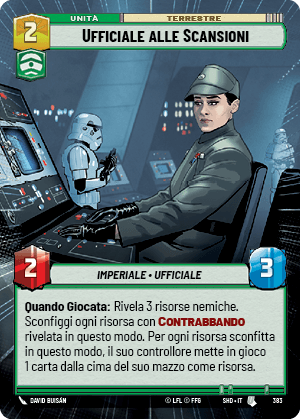 UNITÀ
TERRESTRE
2
UFFICIALE ALLE SCANSIONI
2
3
IMPERIALE • UFFICIALE
Quando Giocata: Rivela 3 risorse nemiche.
Sconfiggi ogni risorsa con CONTRABBANDO
rivelata in questo modo. Per ogni risorsa sconfitta
in questo modo, il suo controllore mette in gioco
1 carta dalla cima del suo mazzo come risorsa.
DAVID BUISÁN
© LFL © FFG
SHD • IT
383